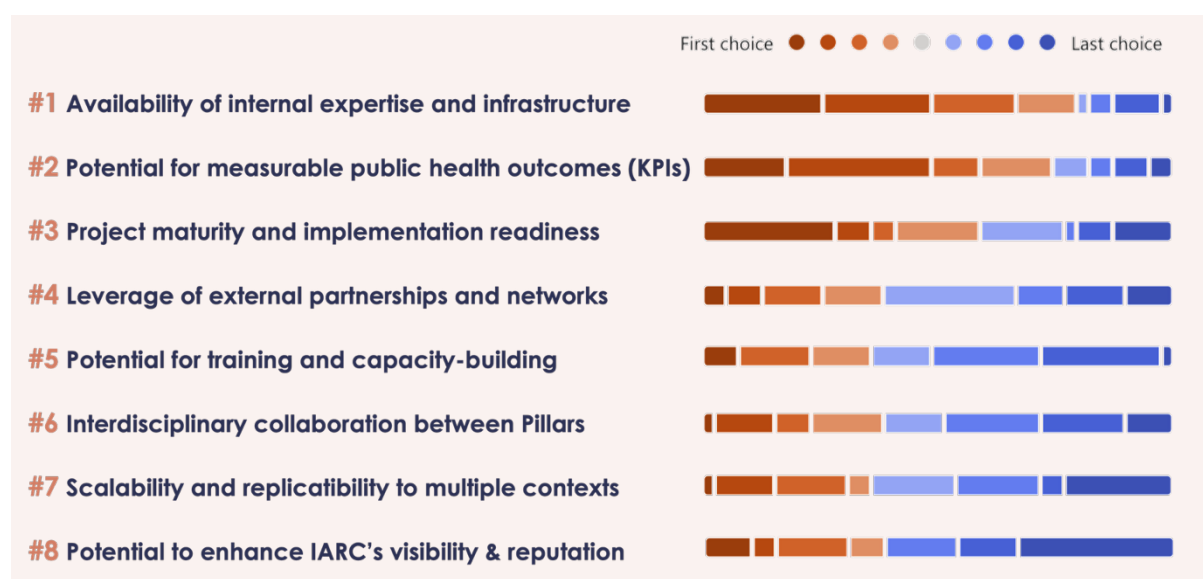 First choice Last choice
#1 Availability of internal expertise and infrastructure
#2 Potential for measurable public health outcomes (KPIs)
#3 Project maturity and implementation readiness
#4 Leverage of external partnerships and networks
#5 Potential for training and capacity-building
#6 Interdisciplinary collaboration between Pillars
#7 Scalability and replicatibility to multiple contexts
#8 Potential to enhance IARC's visibility & reputation